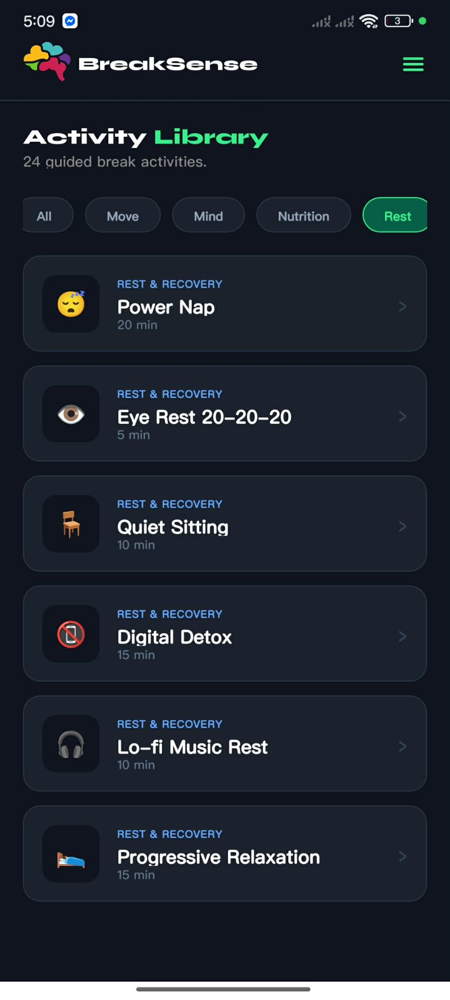 5:09
3
BreakSense
Activity Library
24 guided break activities.
All Move Mind Nutrition Rest
REST & RECOVERY
Power Nap
20 min
REST & RECOVERY
Eye Rest 20–20–20
5 min
REST & RECOVERY
Quiet Sitting
10 min
REST & RECOVERY
Digital Detox
15 min
REST & RECOVERY
Lo–fi Music Rest
10 min
REST & RECOVERY
Progressive Relaxation
15 min